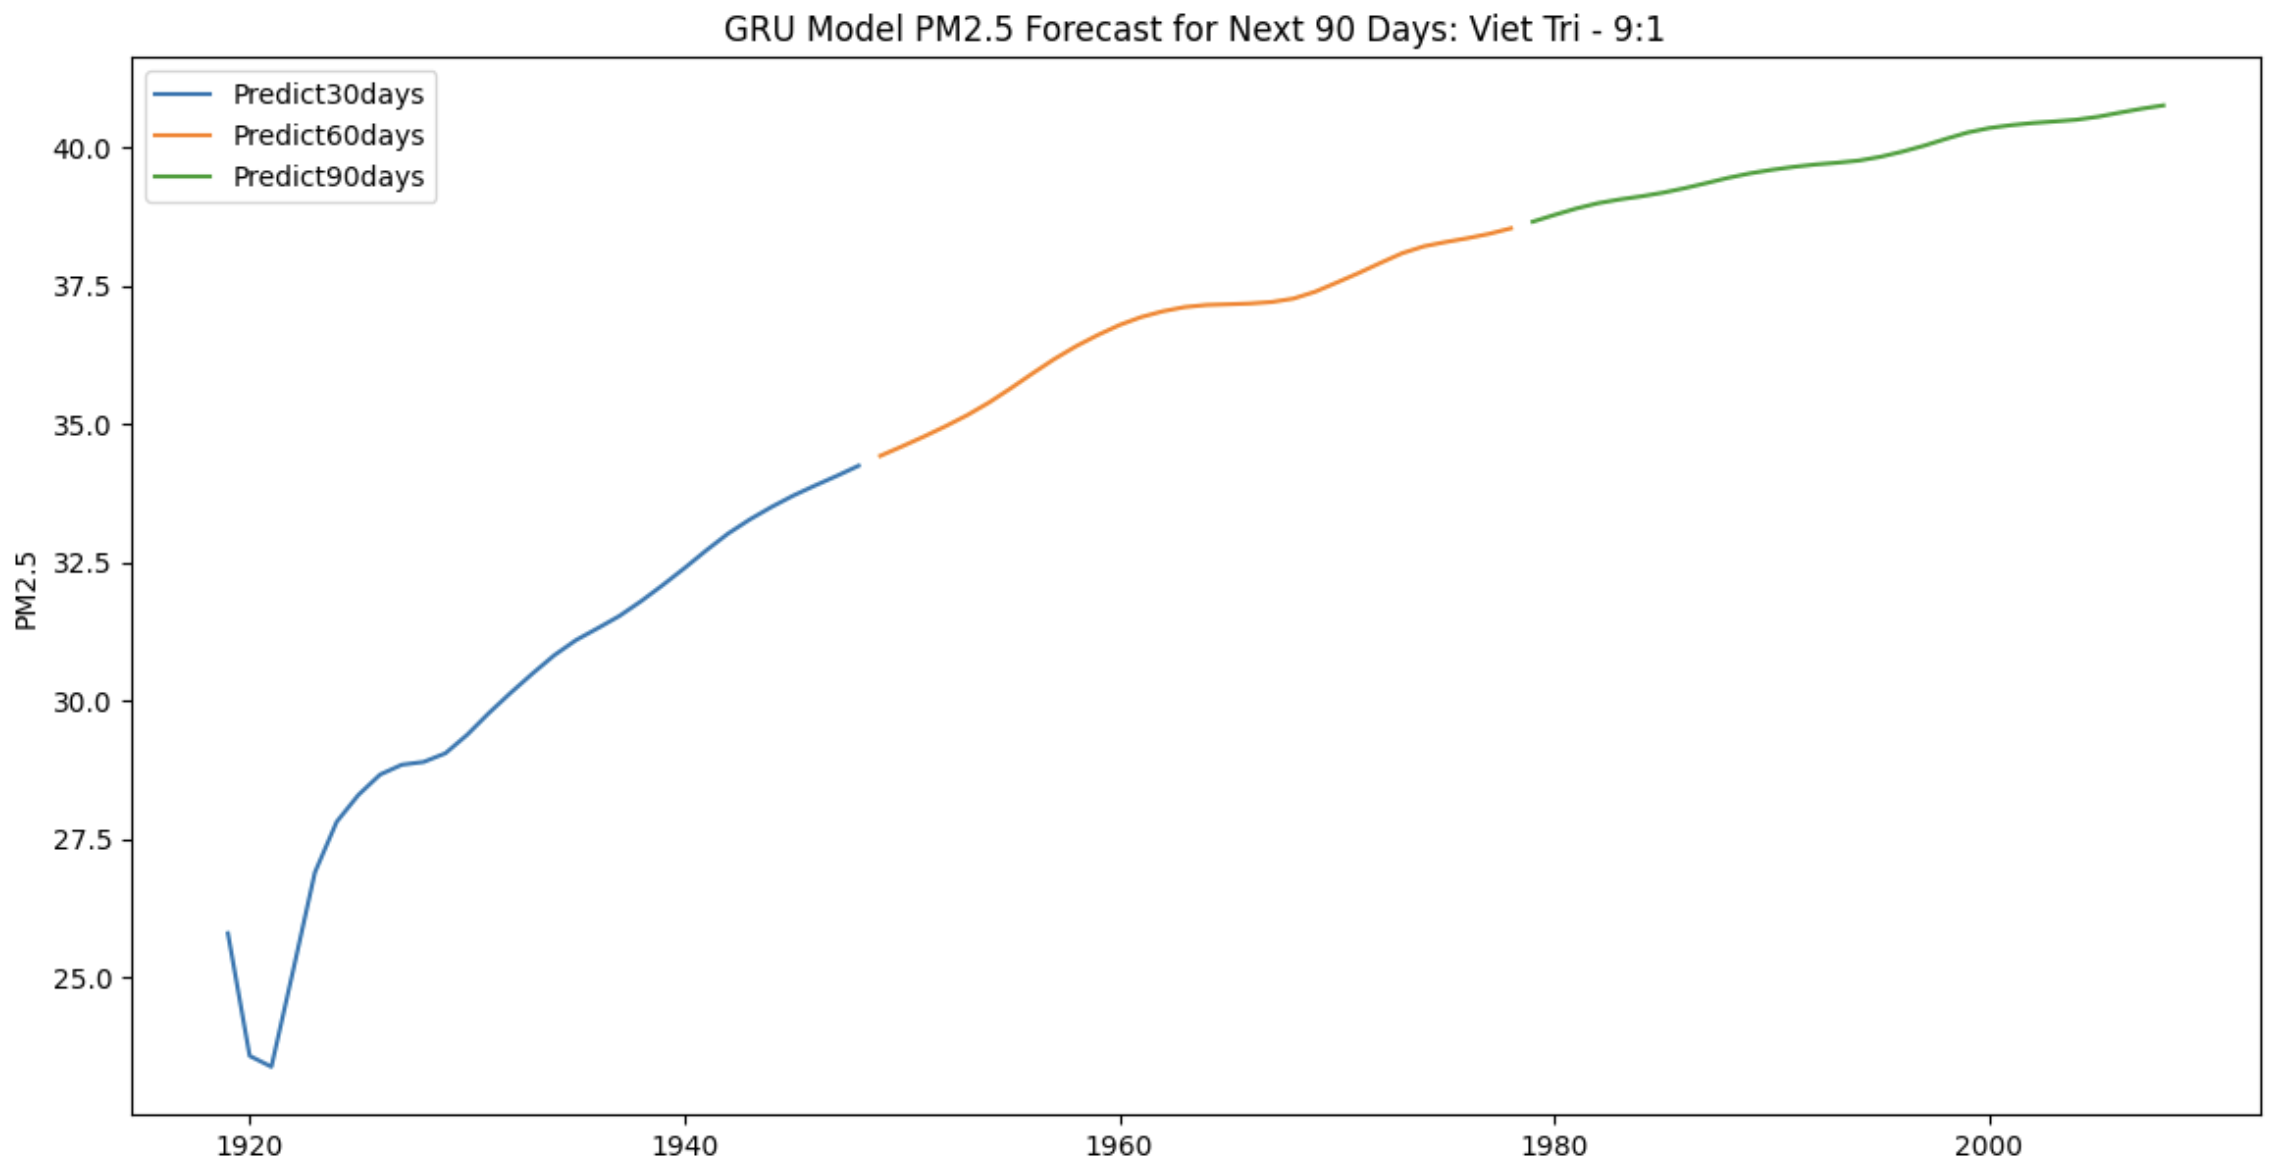 GRU Model PM2.5 Forecast for Next 90 Days: Viet Tri - 9:1
Predict30days
Predict60days
Predict90days
PM2.5
40.0
37.5
35.0
32.5
30.0
27.5
25.0
1920
1940
1960
1980
2000